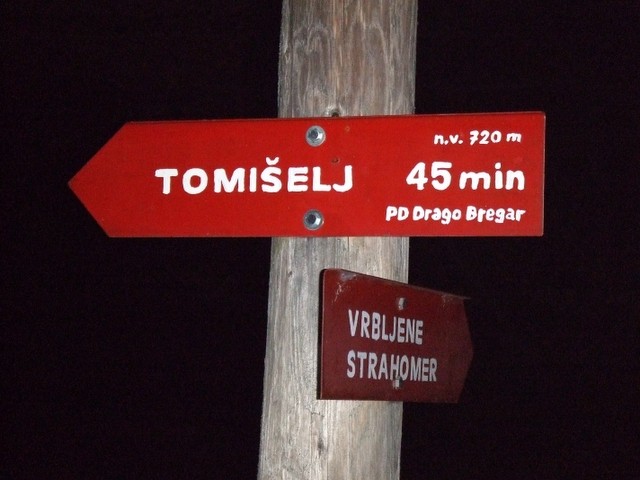 n.v. 720 m
TOMIŠELJ 45 min
PD Drago Bregar
VRBLJENE
STRAHOMER